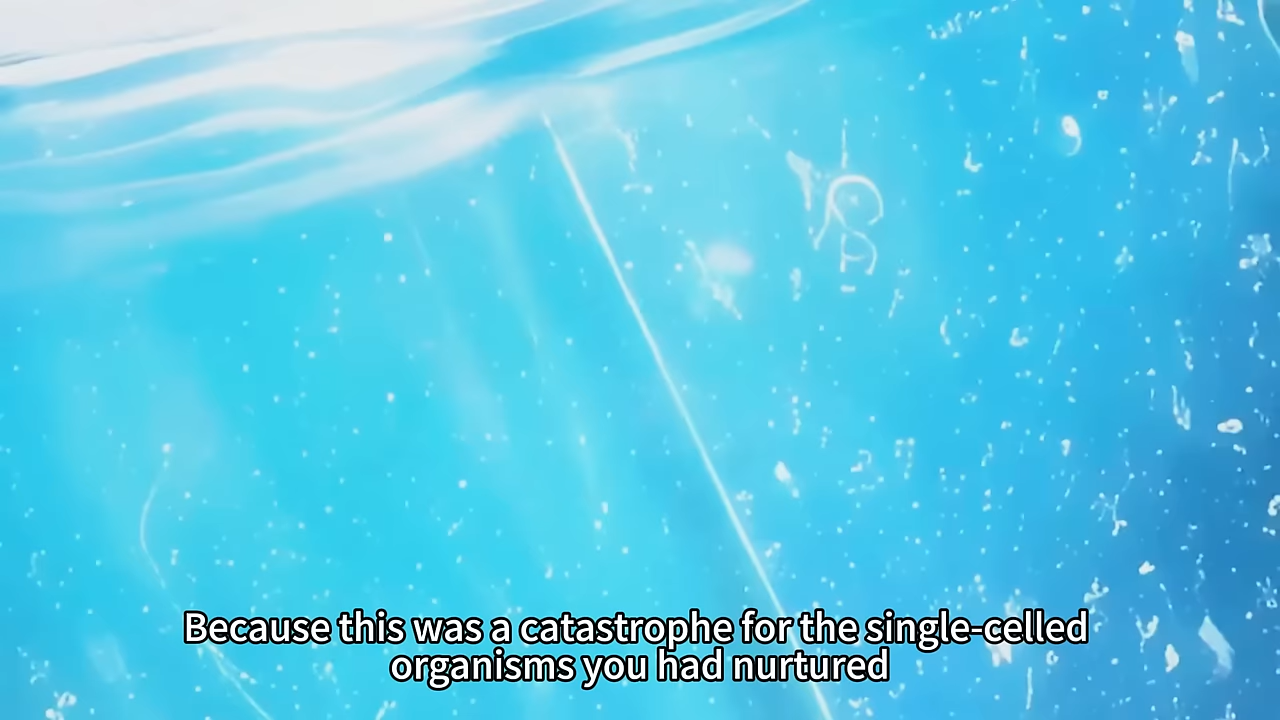 Because this was a catastrophe for the single-celled
organisms you had nurtured